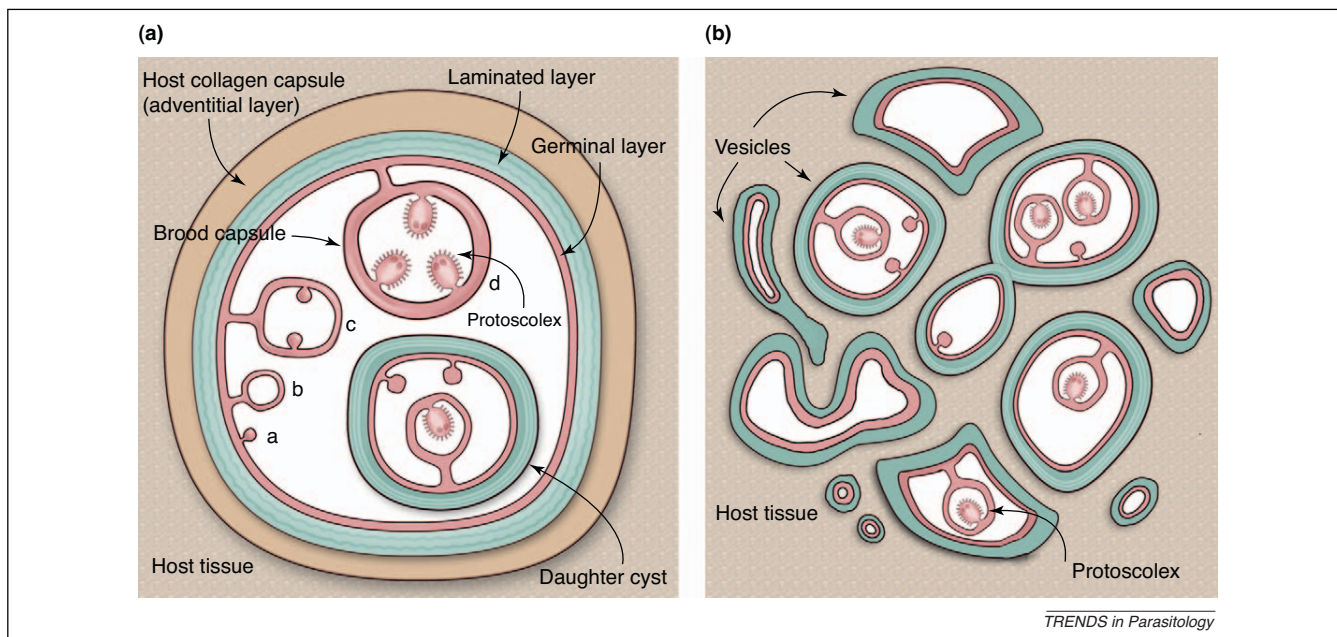 (a)
Host collagen capsule
(adventitial layer)
Laminated layer
Germinal layer
Brood capsule
d
Protoscolex
c
b
a
Host tissue
Daughter cyst
(b)
Vesicles
Host tissue
Protoscolex
TRENDS in Parasitology